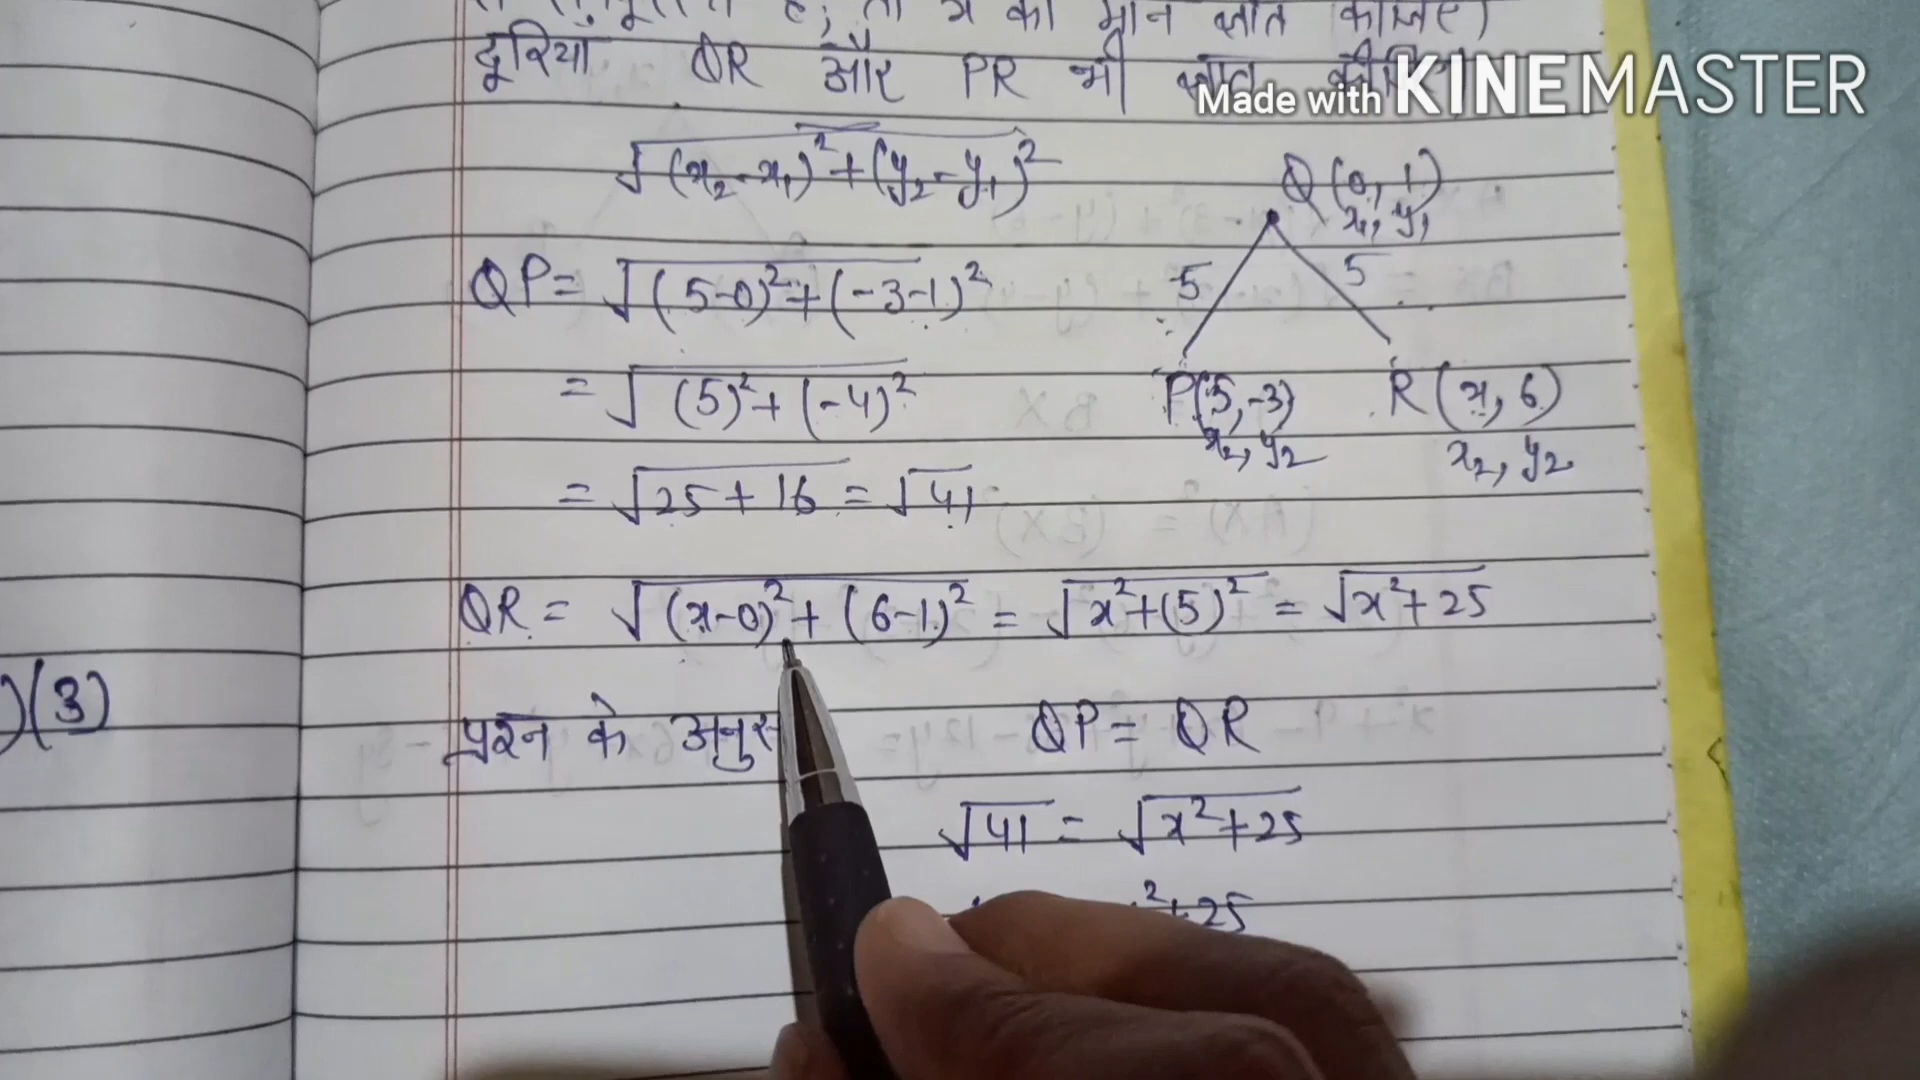 है, तो x का मान ज्ञात कीजिए।
दूरियाँ QR और PR भी ज्ञात
Made with KINEMASTER
√(x₂-x₁)²+(y₂-y₁)²
Q(0, 1)
x₁, y₁
5 5
P(5,-3) R(x, 6)
x₂, y₂ x₂, y₂
QP = √(5-0)²+(-3-1)²
= √(5)²+(-4)²
= √25+16 = √41
QR = √(x-0)²+(6-1)² = √x²+(5)² = √x²+25
)(3)
प्रश्न के अनुस QP = QR
√41 = √x²+25
²+25